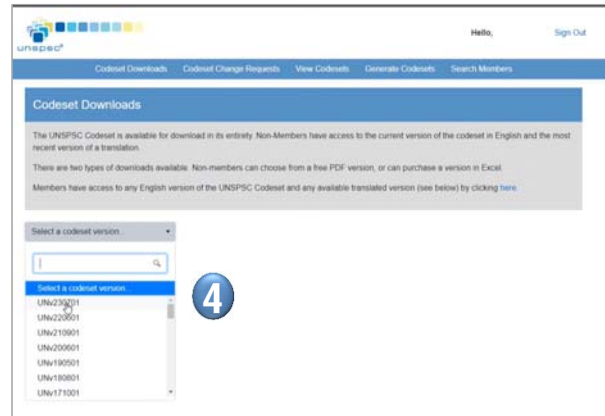 unspsc®
Hello,
Sign Out
Codeset Downloads Codeset Change Requests View Codesets Generate Codesets Search Members
Codeset Downloads
The UNSPSC Codeset is available for download in its entirety. Non-Members have access to the current version of the codeset in English and the most
recent version of a translation.
There are two types of downloads available. Non-members can choose from a free PDF version, or can purchase a version in Excel.
Members have access to any English version of the UNSPSC Codeset and any available translated version (see below) by clicking here.
Select a codeset version...
Select a codeset version...
UNv230701
UNv220601
UNv210901
UNv200601
UNv190501
UNv180801
UNv171001
4